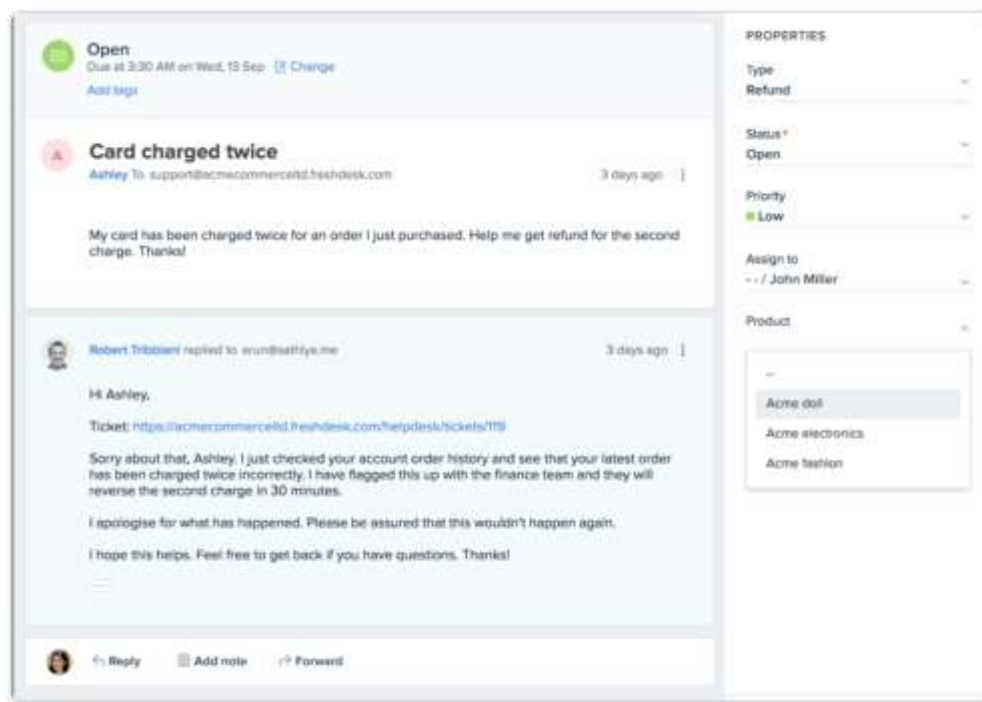 Open
Due at 3:30 AM on Wed, 13 Sep Change
Add tags
A
Card charged twice
Ashley To support@acmecommerceltd.freshdesk.com
3 days ago
My card has been charged twice for an order I just purchased. Help me get refund for the second
charge. Thanks!
Robert Tribbiani replied to arun@sathiya.me
3 days ago
Hi Ashley,
Ticket: https://acmecommerceltd.freshdesk.com/helpdesk/tickets/119
Sorry about that, Ashley. I just checked your account order history and see that your latest order
has been charged twice incorrectly. I have flagged this up with the finance team and they will
reverse the second charge in 30 minutes.
I apologise for what has happened. Please be assured that this wouldn't happen again.
I hope this helps. Feel free to get back if you have questions. Thanks!
Reply Add note Forward
PROPERTIES
Type
Refund
Status *
Open
Priority
Low
Assign to
- - / John Miller
Product
--
Acme doll
Acme electronics
Acme fashion